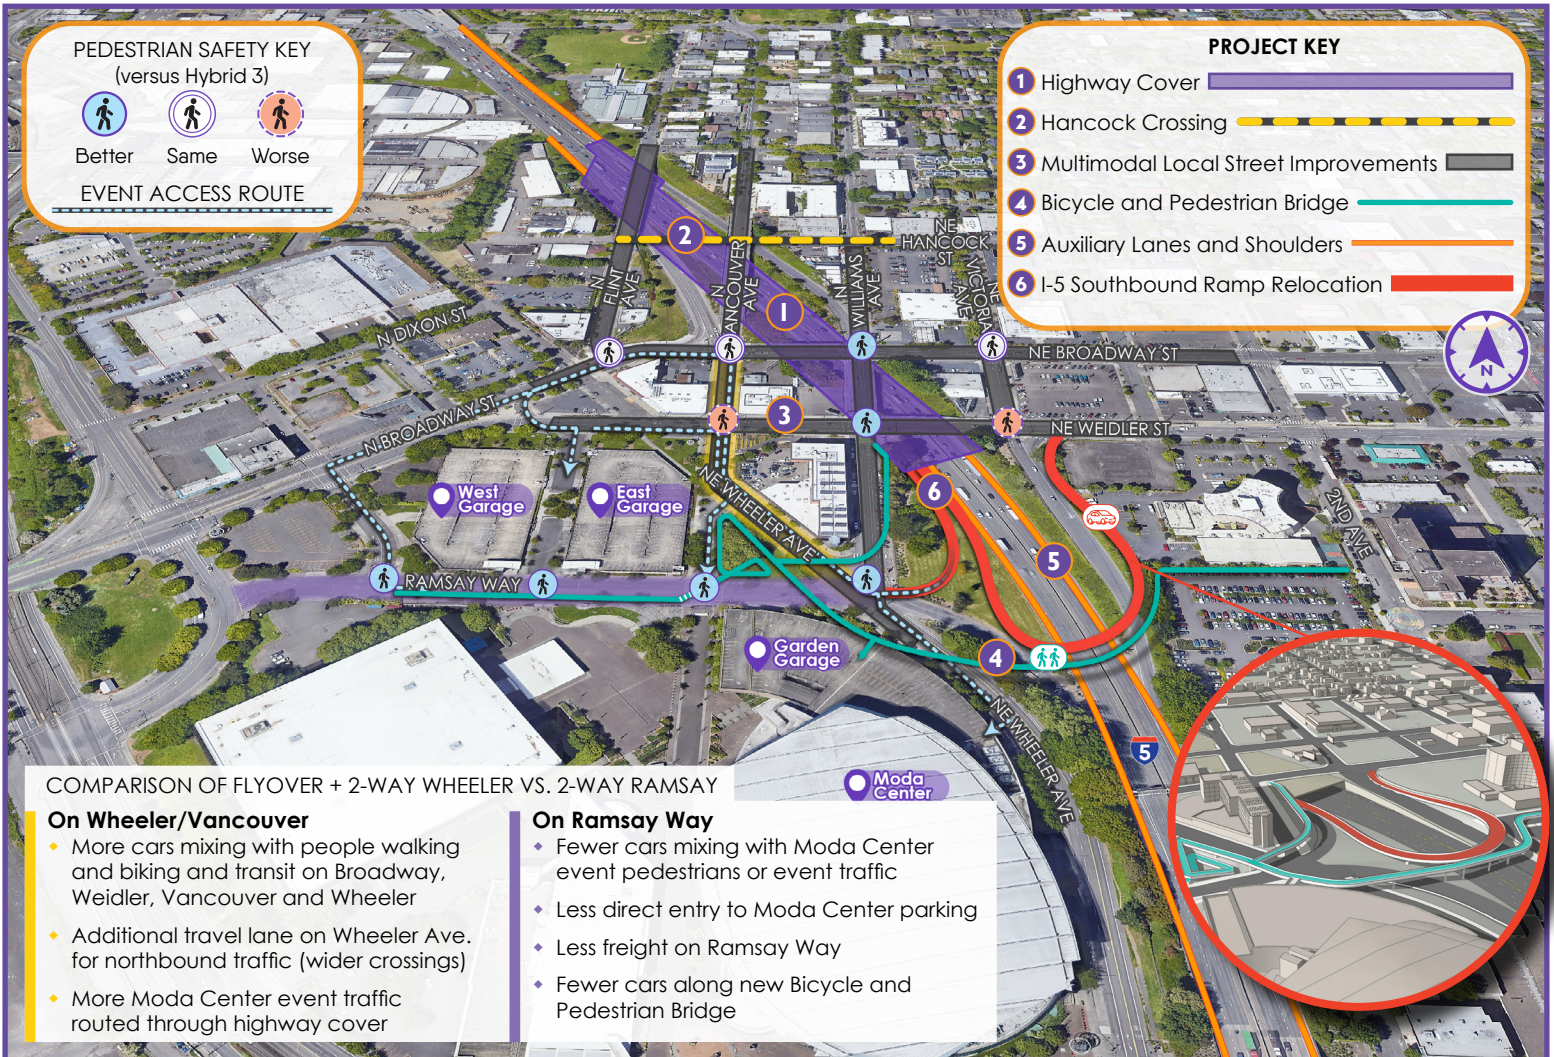 PEDESTRIAN SAFETY KEY
(versus Hybrid 3)
Better Same Worse
EVENT ACCESS ROUTE
PROJECT KEY
1 Highway Cover
2 Hancock Crossing
3 Multimodal Local Street Improvements
4 Bicycle and Pedestrian Bridge
5 Auxiliary Lanes and Shoulders
6 I-5 Southbound Ramp Relocation
N
2
NE
HANCOCK
ST
N
FLINT
AVE
N
VANCOUVER
AVE
N
WILLIAMS
AVE
NE
VICTORIA
AVE
1
N DIXON ST
NE BROADWAY ST
N BROADWAY ST
3
NE WEIDLER ST
West
Garage
East
Garage
NE WHEELER AVE
6
2ND AVE
5
RAMSAY WAY
Garden
Garage
4
NE WHEELER AVE
5
Moda
Center
COMPARISON OF FLYOVER + 2-WAY WHEELER VS. 2-WAY RAMSAY
On Wheeler/Vancouver
More cars mixing with people walking
and biking and transit on Broadway,
Weidler, Vancouver and Wheeler
Additional travel lane on Wheeler Ave.
for northbound traffic (wider crossings)
More Moda Center event traffic
routed through highway cover
On Ramsay Way
Fewer cars mixing with Moda Center
event pedestrians or event traffic
Less direct entry to Moda Center parking
Less freight on Ramsay Way
Fewer cars along new Bicycle and
Pedestrian Bridge